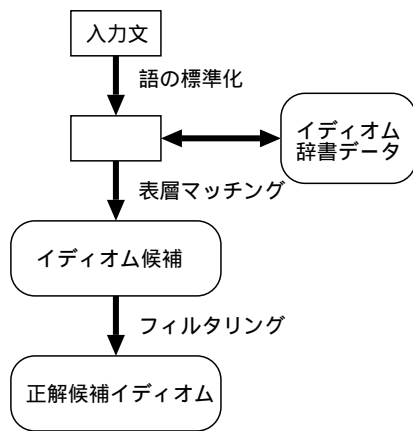 入力文
語の標準化
イディオム
辞書データ
表層マッチング
イディオム候補
フィルタリング
正解候補イディオム